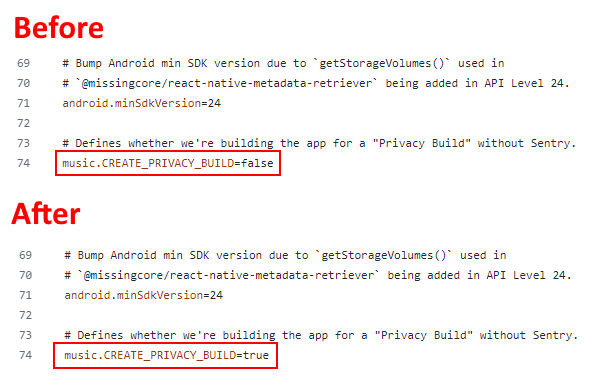 Before
69 # Bump Android min SDK version due to `getStorageVolumes()` used in
70 # `@missingcore/react-native-metadata-retriever` being added in API Level 24.
71 android.minSdkVersion=24
72
73 # Defines whether we're building the app for a "Privacy Build" without Sentry.
74 music.CREATE_PRIVACY_BUILD=false
After
69 # Bump Android min SDK version due to `getStorageVolumes()` used in
70 # `@missingcore/react-native-metadata-retriever` being added in API Level 24.
71 android.minSdkVersion=24
72
73 # Defines whether we're building the app for a "Privacy Build" without Sentry.
74 music.CREATE_PRIVACY_BUILD=true